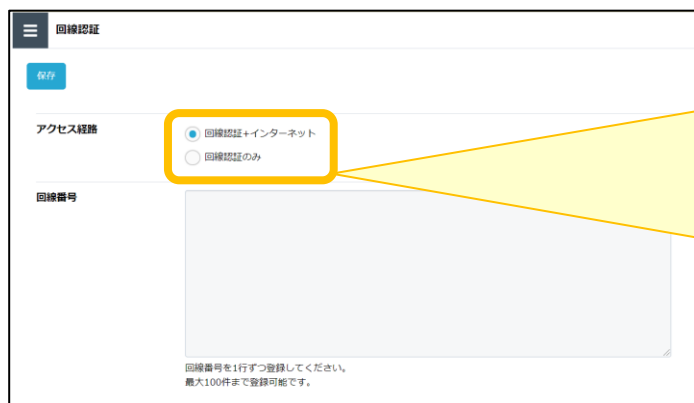 回線認証
保存
アクセス経路
回線認証+インターネット
回線認証のみ
回線番号
回線番号を1行ずつ登録してください。
最大100件まで登録可能です。